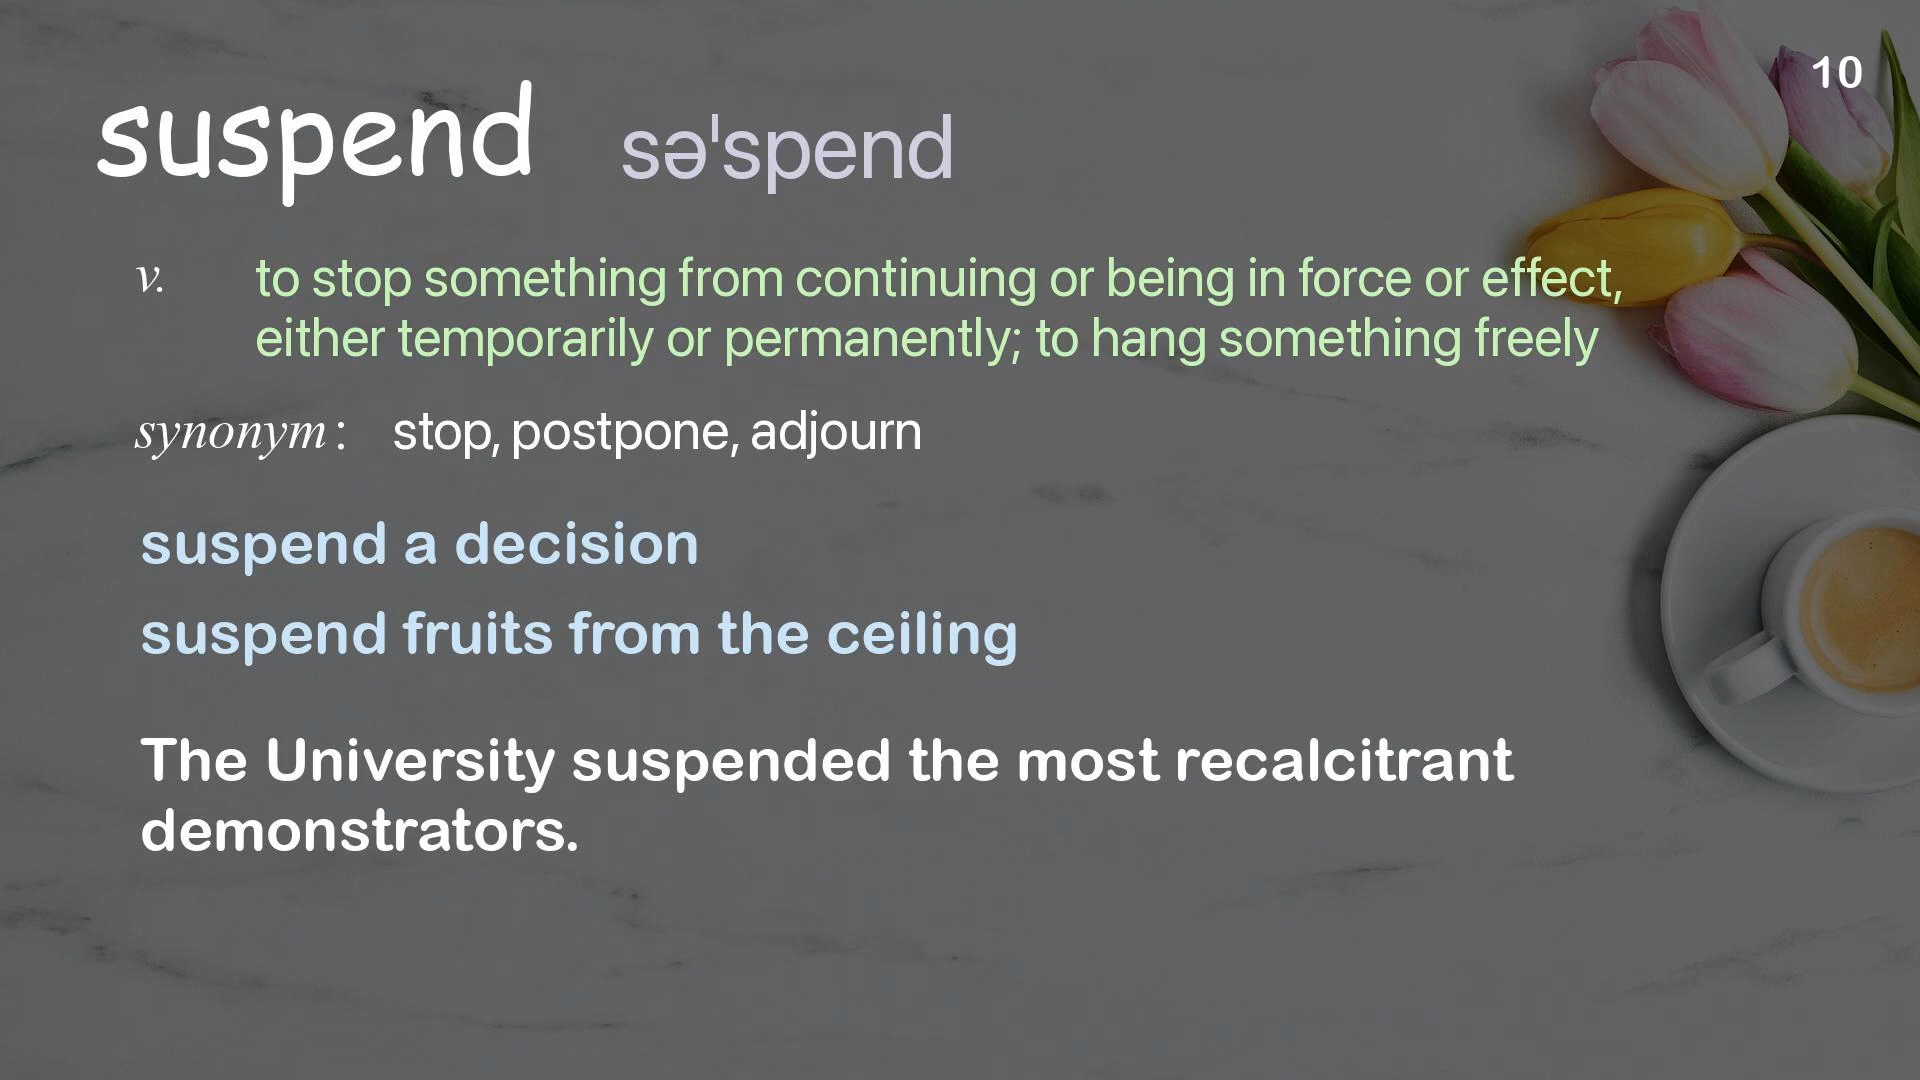 10
suspend səˈspend
v. to stop something from continuing or being in force or effect,
either temporarily or permanently; to hang something freely
synonym : stop, postpone, adjourn
suspend a decision
suspend fruits from the ceiling
The University suspended the most recalcitrant
demonstrators.